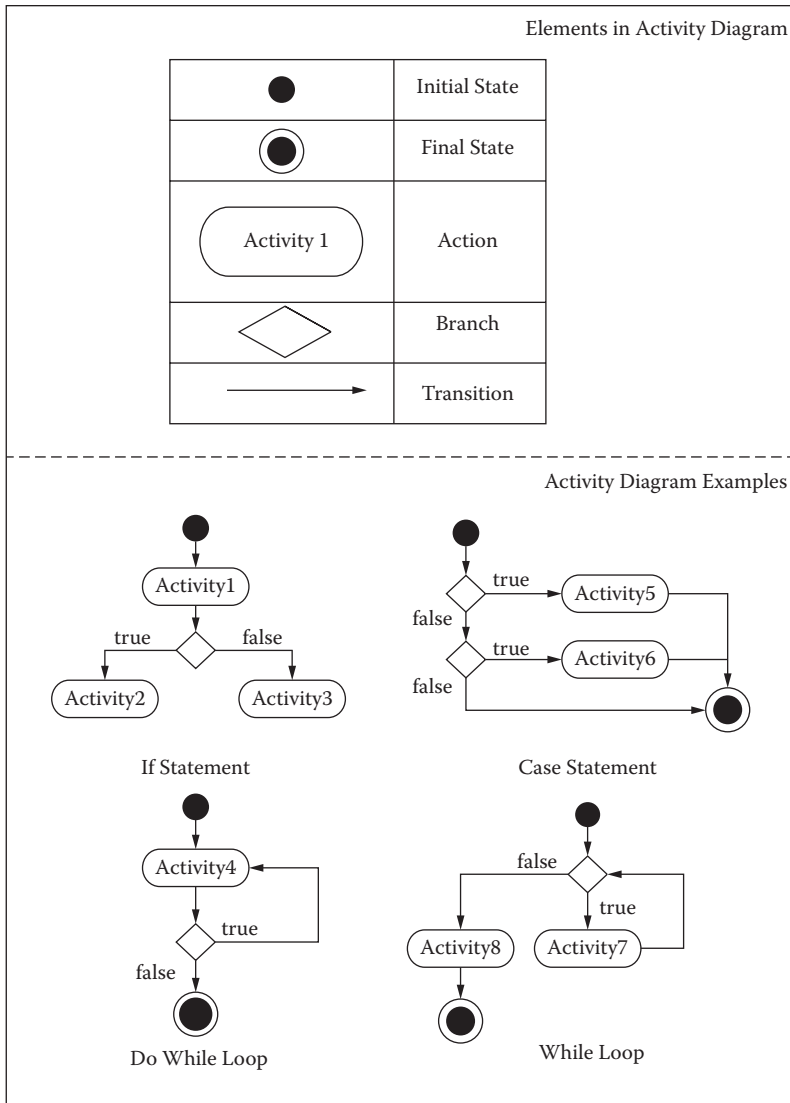 Elements in Activity Diagram
Initial State
Final State
Activity 1
Action
Branch
Transition
Activity Diagram Examples
Activity1
true
false
Activity2
Activity3
If Statement
true
Activity5
false
true
Activity6
false
Case Statement
Activity4
true
false
Do While Loop
false
true
Activity8
Activity7
While Loop